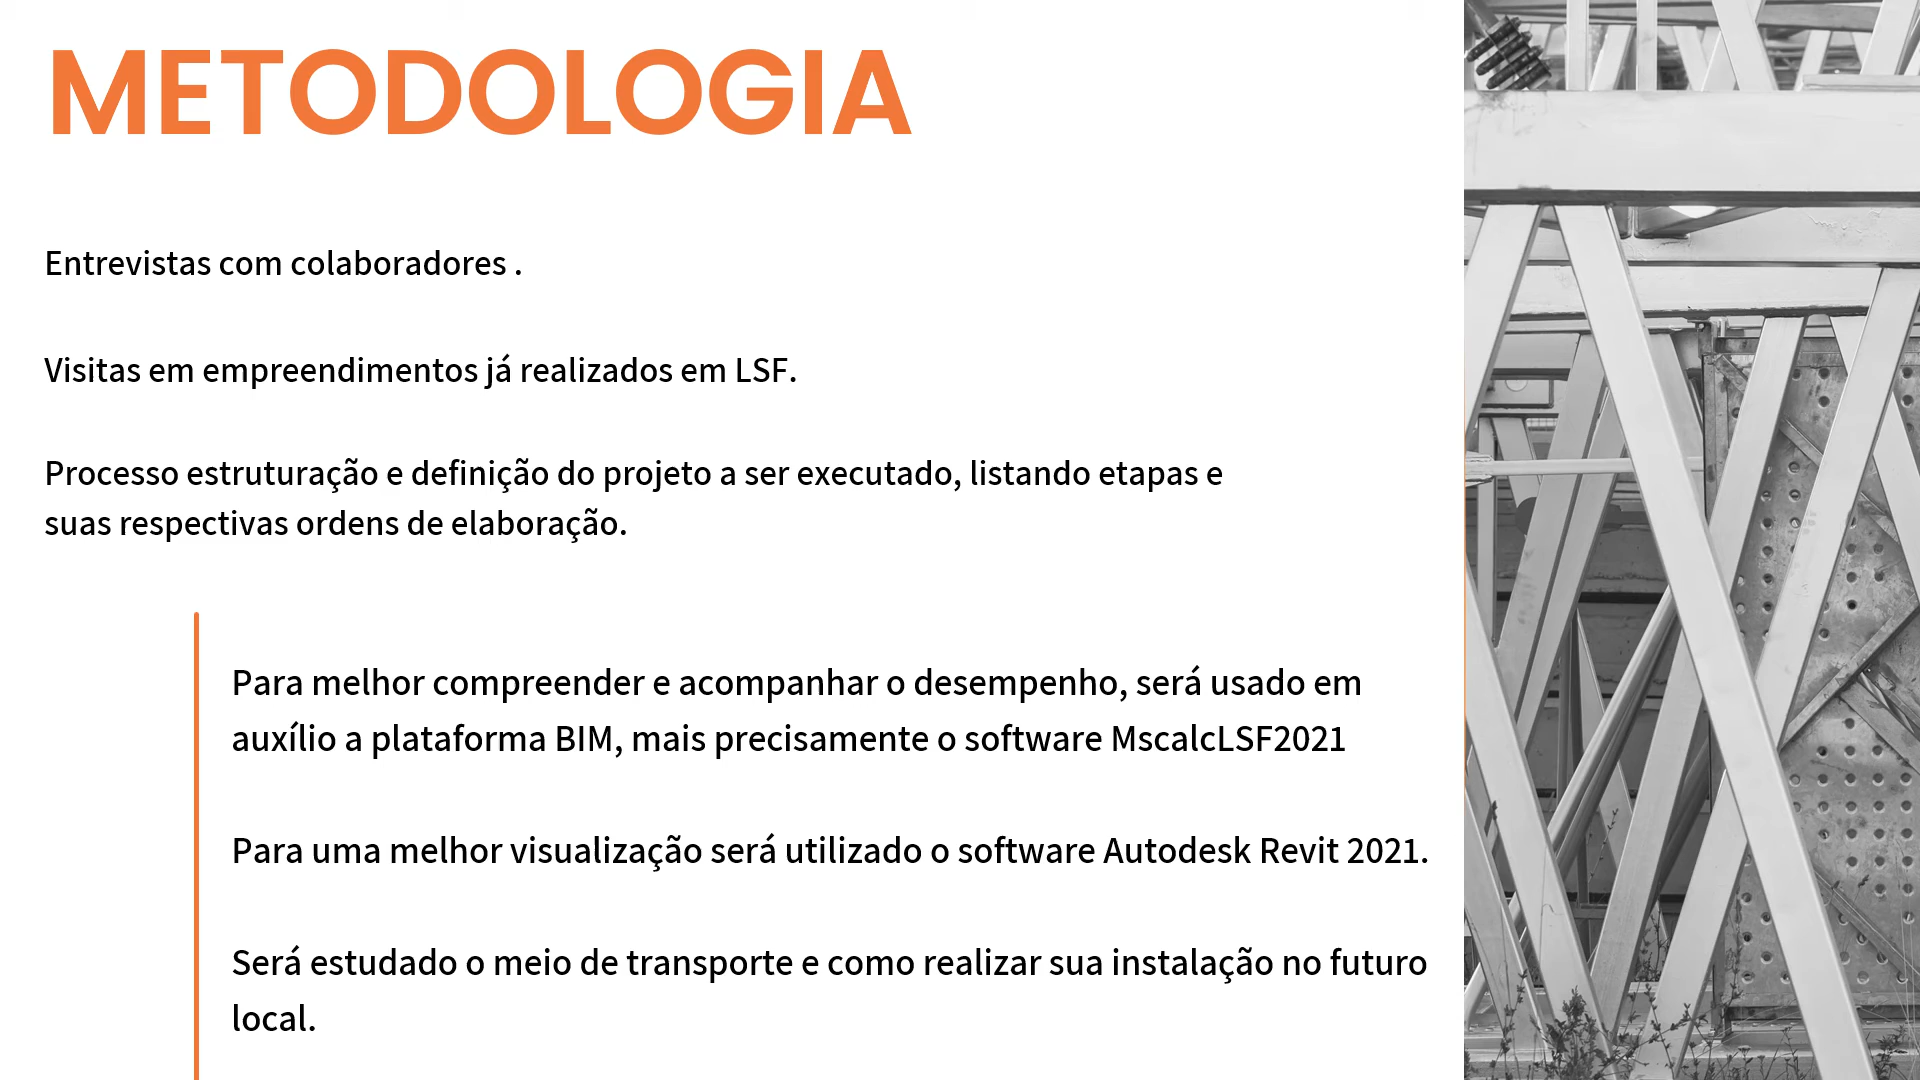 METODOLOGIA
Entrevistas com colaboradores .
Visitas em empreendimentos já realizados em LSF.
Processo estruturação e definição do projeto a ser executado, listando etapas e
suas respectivas ordens de elaboração.
Para melhor compreender e acompanhar o desempenho, será usado em
auxílio a plataforma BIM, mais precisamente o software MscalcLSF2021
Para uma melhor visualização será utilizado o software Autodesk Revit 2021.
Será estudado o meio de transporte e como realizar sua instalação no futuro
local.